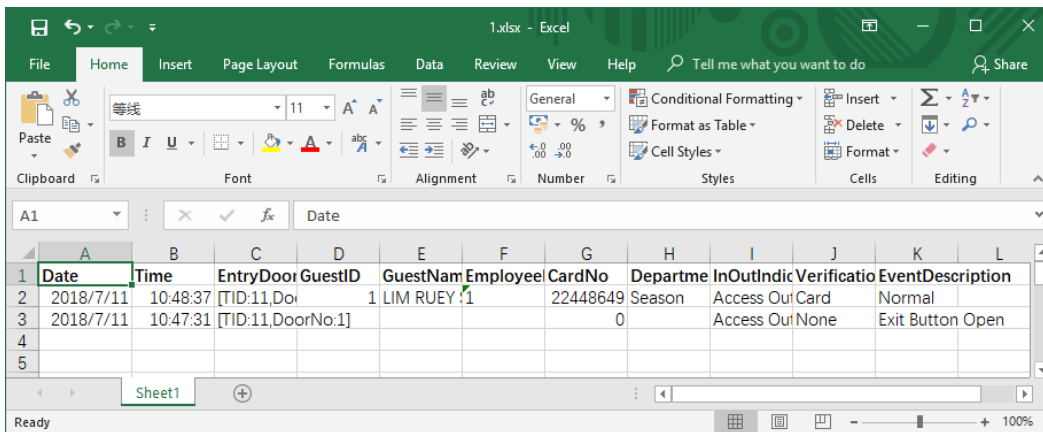 1.xlsx - Excel
File Home Insert Page Layout Formulas Data Review View Help Tell me what you want to do Share
Paste
等线 11 A A General Conditional Formatting Insert
B I U A abc % , Format as Table Delete
Cell Styles Format
Clipboard Font Alignment Number Styles Cells Editing
A1 fx Date
A B C D E F G H I J K L
1 Date Time EntryDoor GuestID GuestNam Employeel CardNo Departme InOutIndic Verificatio EventDescription
2 2018/7/11 10:48:37 [TID:11,Do 1 LIM RUEY 1 22448649 Season Access Out Card Normal
3 2018/7/11 10:47:31 [TID:11,DoorNo:1] 0 Access Out None Exit Button Open
4
5
Sheet1
Ready 100%